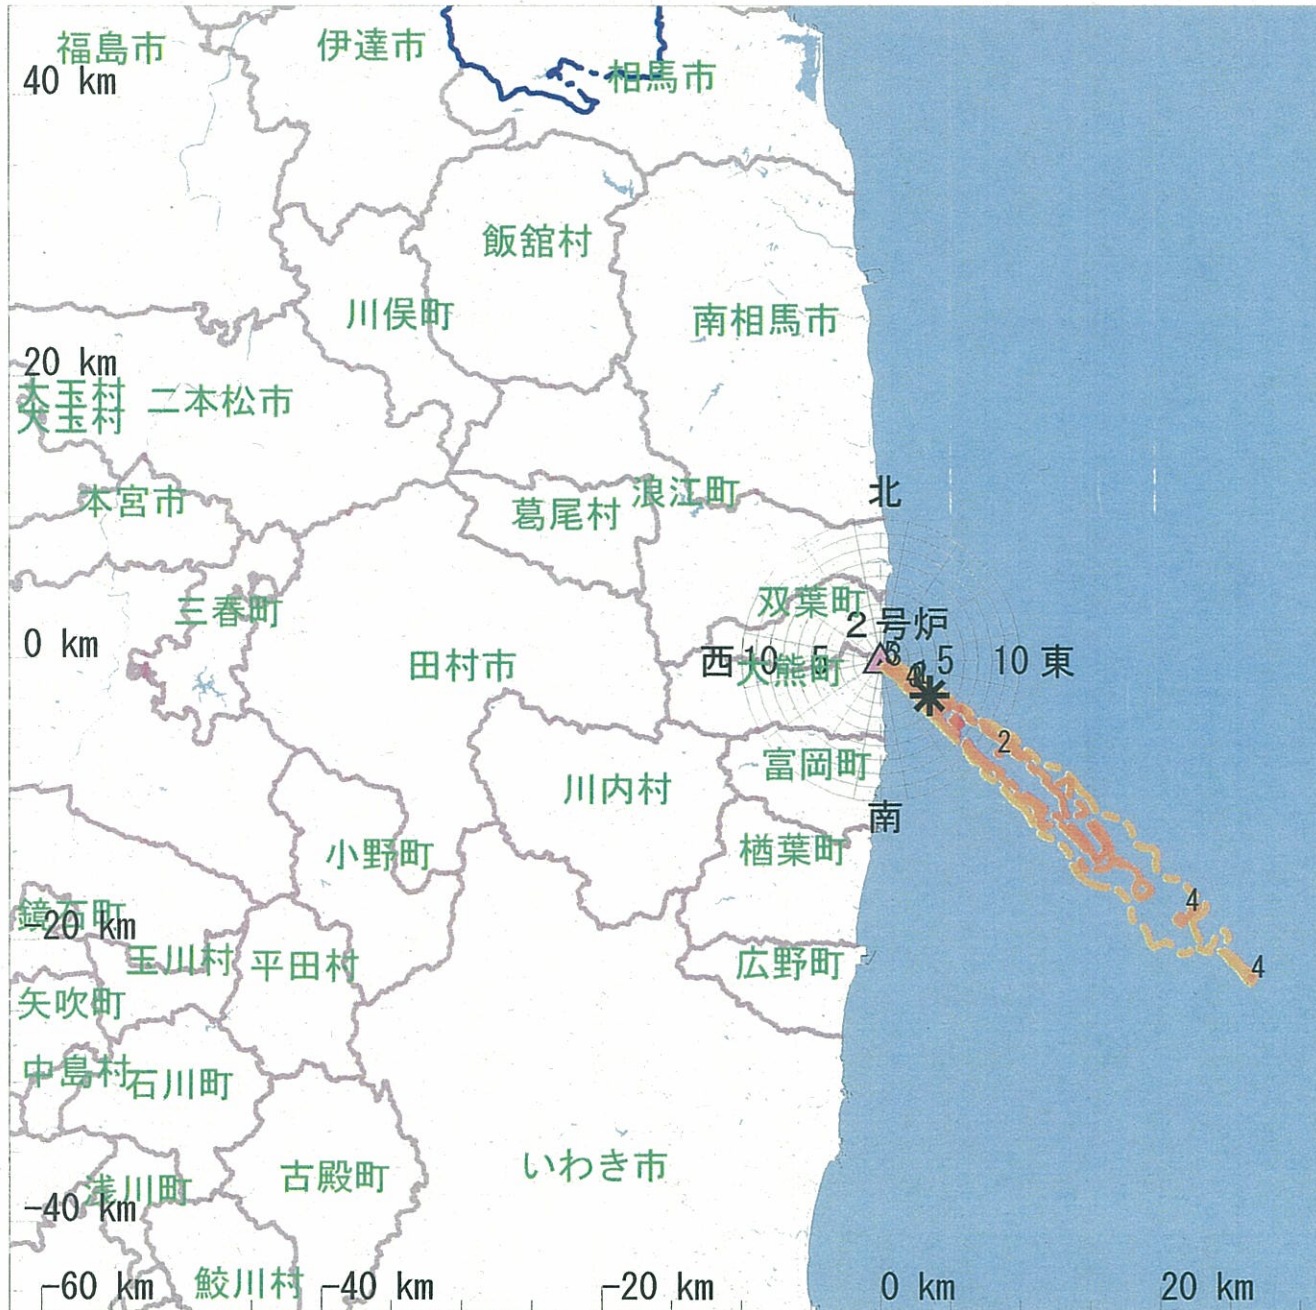 福島市
伊達市
40 km
相馬市
飯舘村
川俣町
南相馬市
20 km
大玉村
大玉村
二本松市
本宮市
葛尾村
浪江町
北
三春町
双葉町
2号炉
0 km
田村市
西
10
5
大熊町
5
10
東
2
川内村
富岡町
南
小野町
楢葉町
鏡石町
-20 km
4
玉川村
平田村
広野町
4
矢吹町
中島村
石川町
いわき市
古殿町
浅川町
-40 km
鮫川村
-60 km
-40 km
-20 km
0 km
20 km